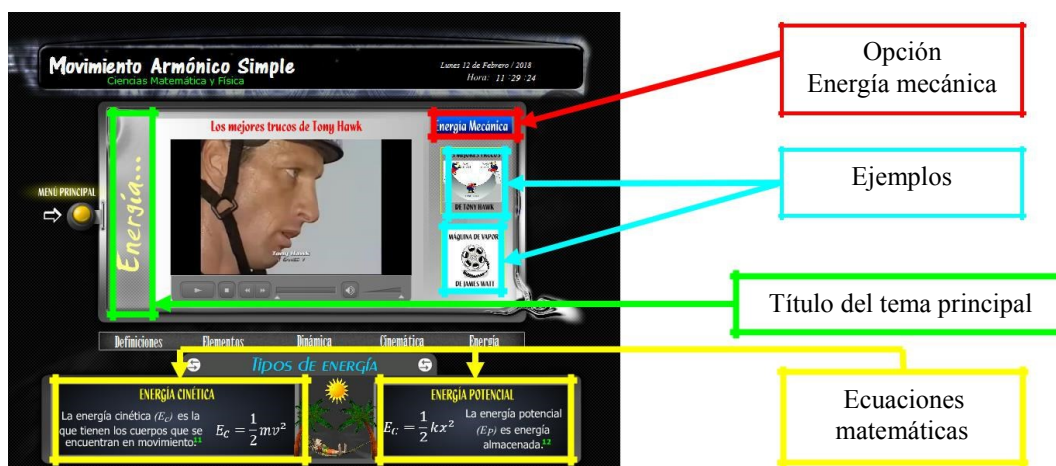 Movimiento Armónico Simple
Ciencias Matemática y Física
Lunes 12 de Febrero / 2018
Hora: 11 :29 :24
Los mejores trucos de Tony Hawk
Energía Mecánica
MENÚ PRINCIPAL
Energía...
DE TONY HAWK
MÁQUINA DE VAPOR
DE JAMES WATT
Tony Hawk
Definiciones Elementos Dinámica Cinemática Energía
Tipos de energía
ENERGÍA CINÉTICA
La energía cinética (Ec) es la
que tienen los cuerpos que se
encuentran en movimiento.11
E_C = 1/2 mv²
ENERGÍA POTENCIAL
E_C = 1/2 kx²
La energía potencial
(Ep) es energía
almacenada.12
Opción
Energía mecánica
Ejemplos
Título del tema principal
Ecuaciones
matemáticas